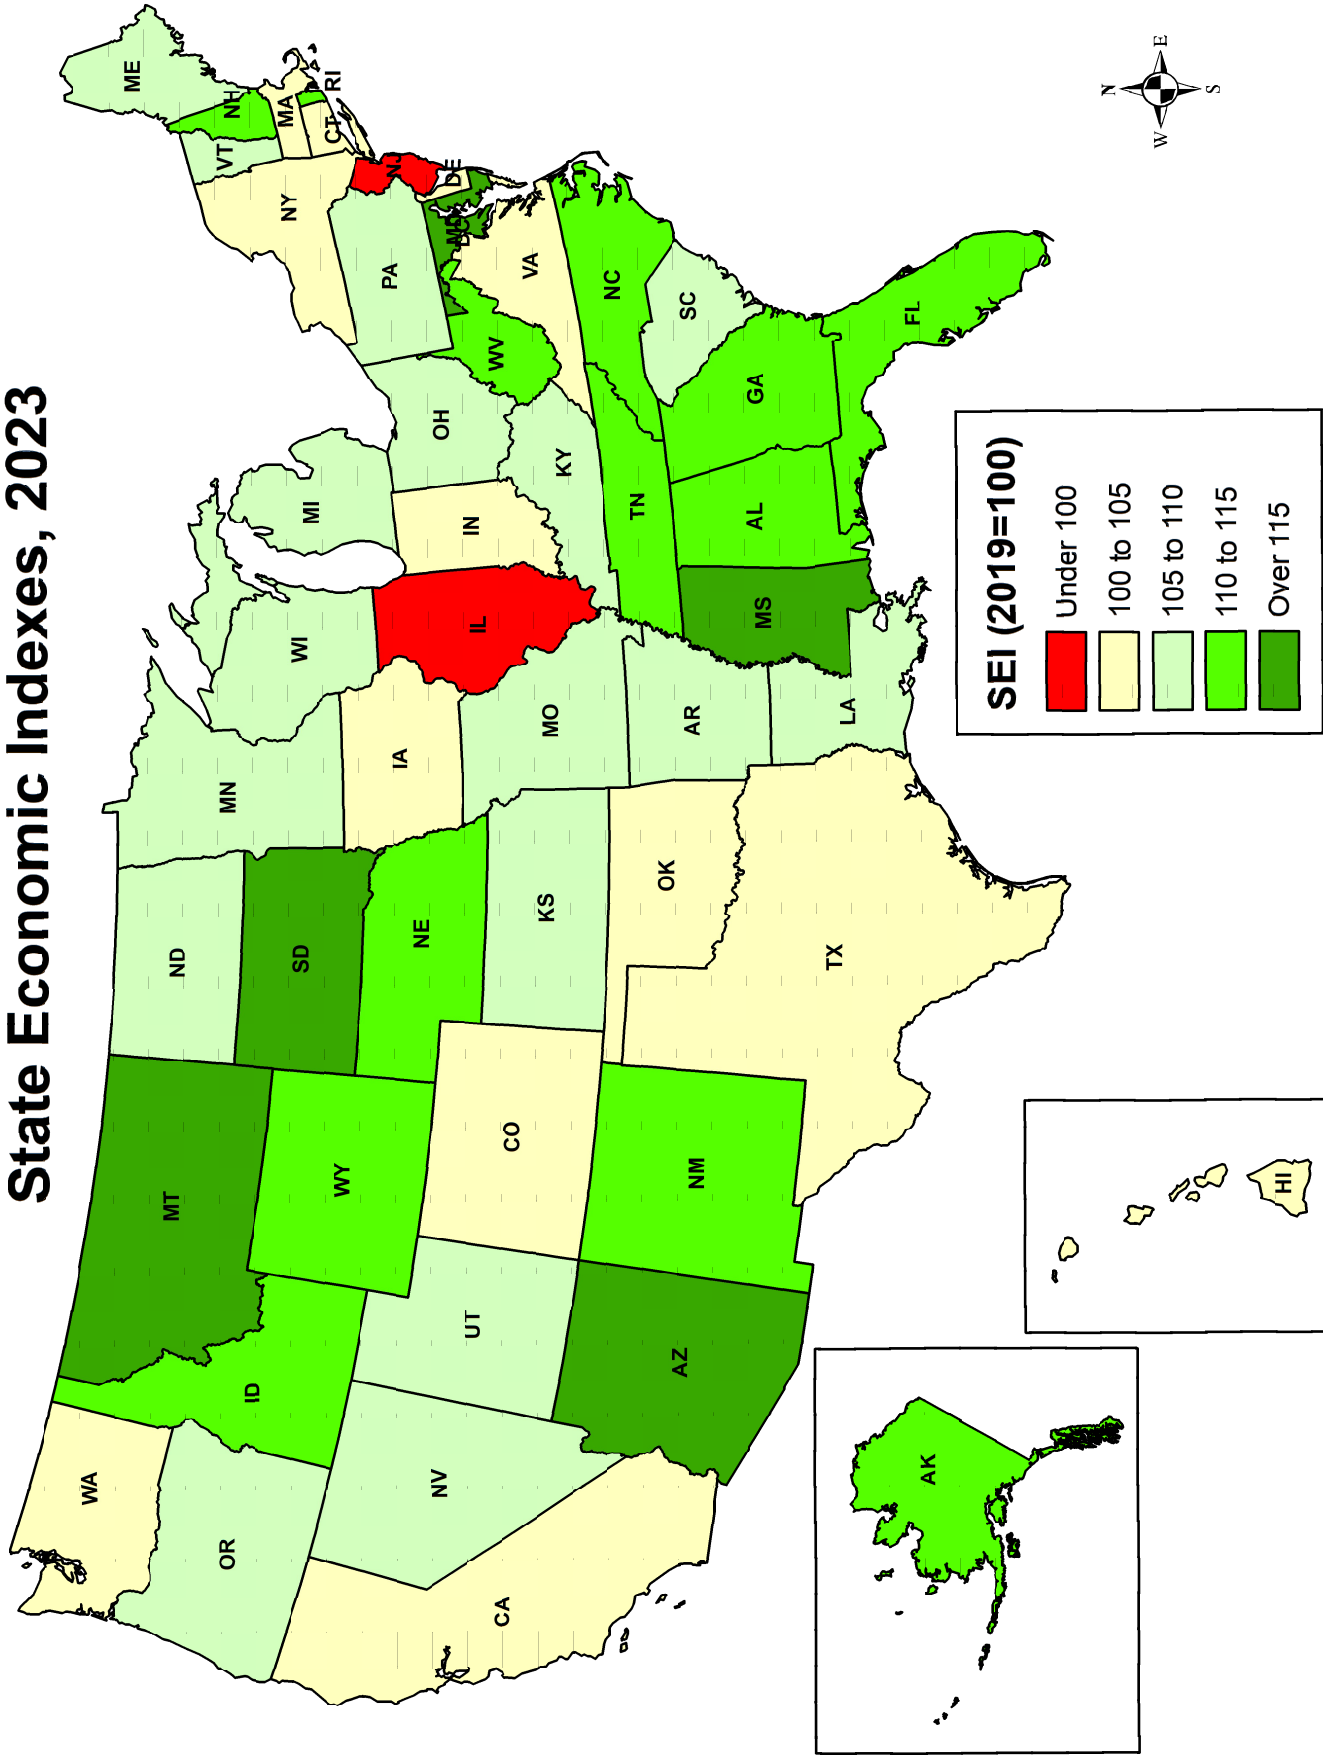 State Economic Indexes, 2023
WA
OR
CA
NV
ID
MT
WY
UT
AZ
CO
NM
ND
SD
NE
KS
OK
TX
MN
IA
MO
AR
LA
WI
IL
MI
IN
OH
KY
TN
MS
AL
GA
FL
SC
NC
VA
WV
PA
NY
VT
NH
ME
MA
CT
RI
NJ
DE
MD
DC
AK
HI
SEI (2019=100)
Under 100
100 to 105
105 to 110
110 to 115
Over 115
N
W
E
S